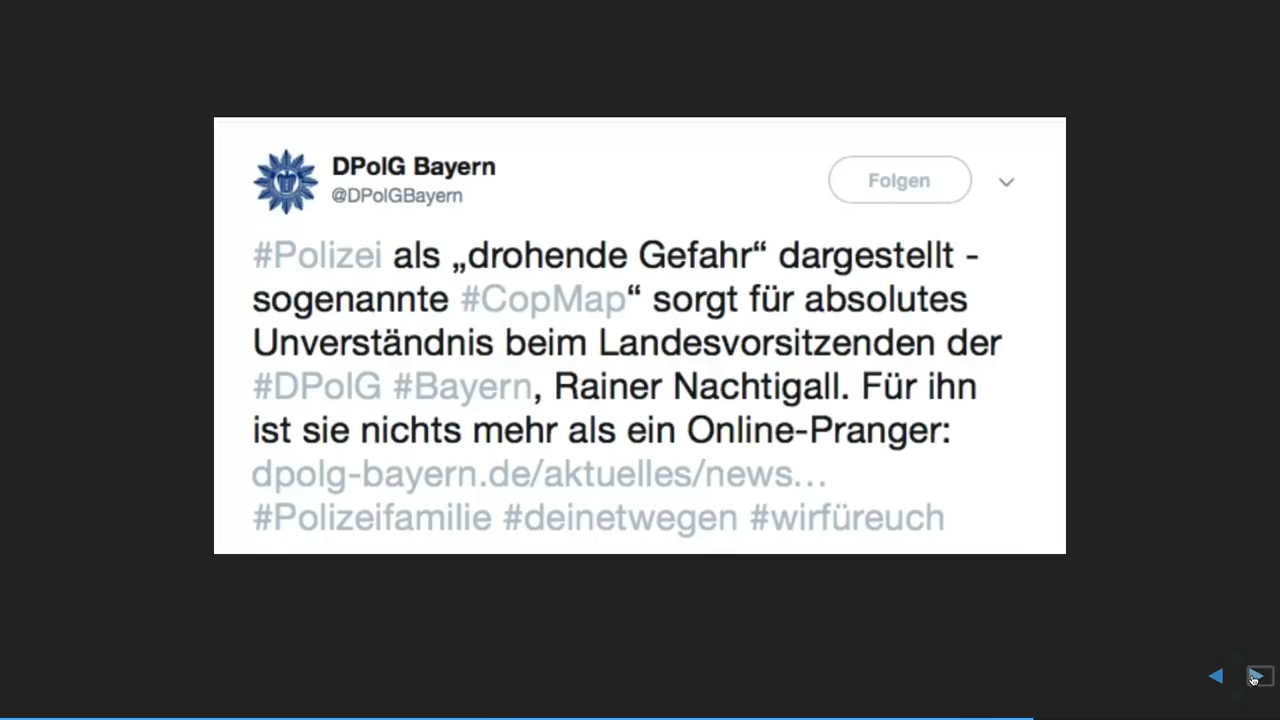 DPolG Bayern
@DPolGBayern
Folgen
#Polizei als „drohende Gefahr“ dargestellt -
sogenannte #CopMap“ sorgt für absolutes
Unverständnis beim Landesvorsitzenden der
#DPolG #Bayern, Rainer Nachtigall. Für ihn
ist sie nichts mehr als ein Online-Pranger:
dpolg-bayern.de/aktuelles/news…
#Polizeifamilie #deinetwegen #wirfüreuch